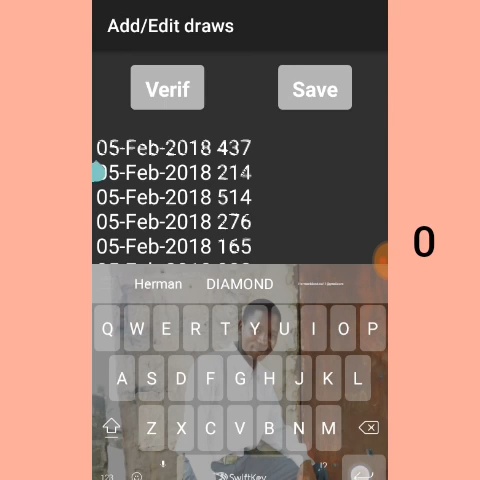 Add/Edit draws
Verif Save
05-Feb-2018 437
05-Feb-2018 214
05-Feb-2018 514
05-Feb-2018 276
05-Feb-2018 165
0
Herman DIAMOND
Q W E R T Y U I O P
A S D F G H J K L
Z X C V B N M
123 SwiftKey !?